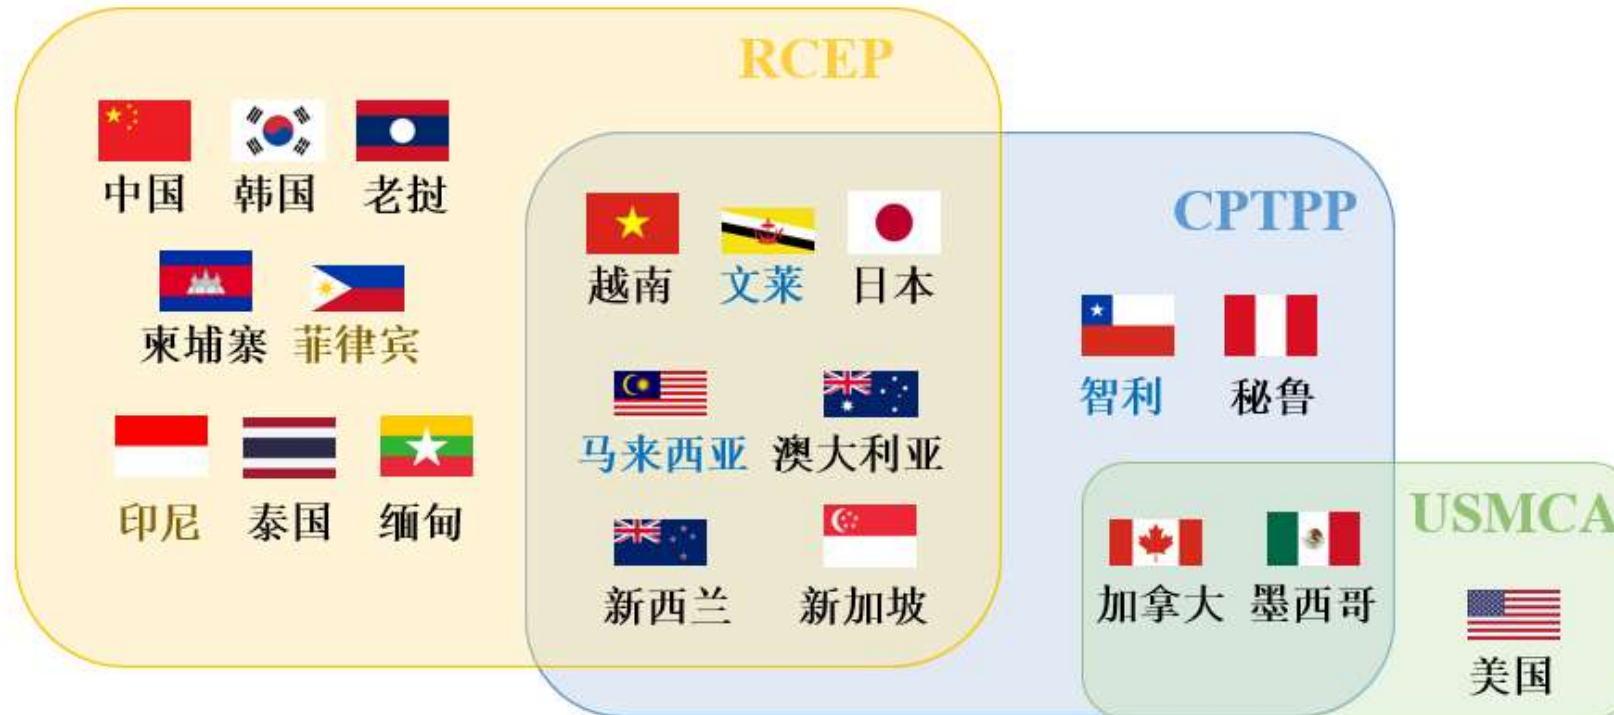 RCEP
中国 韩国 老挝
柬埔寨 菲律宾
印尼 泰国 缅甸
CPTPP
越南 文莱 日本
马来西亚 澳大利亚
新西兰 新加坡
智利 秘鲁
USMCA
加拿大 墨西哥
美国